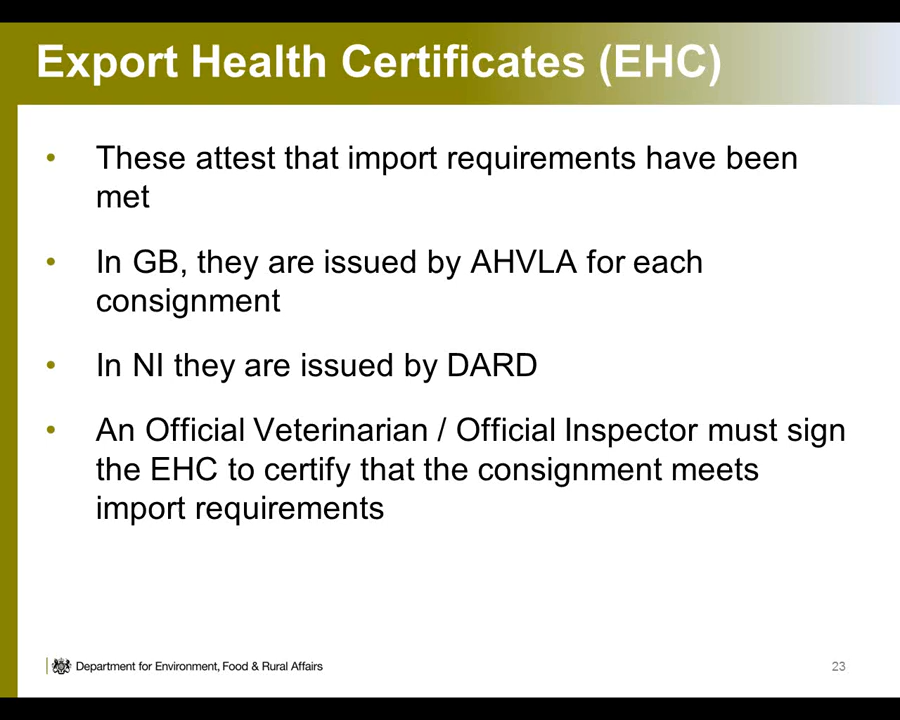 Export Health Certificates (EHC)
• These attest that import requirements have been
met
• In GB, they are issued by AHVLA for each
consignment
• In NI they are issued by DARD
• An Official Veterinarian / Official Inspector must sign
the EHC to certify that the consignment meets
import requirements
Department for Environment, Food & Rural Affairs
23